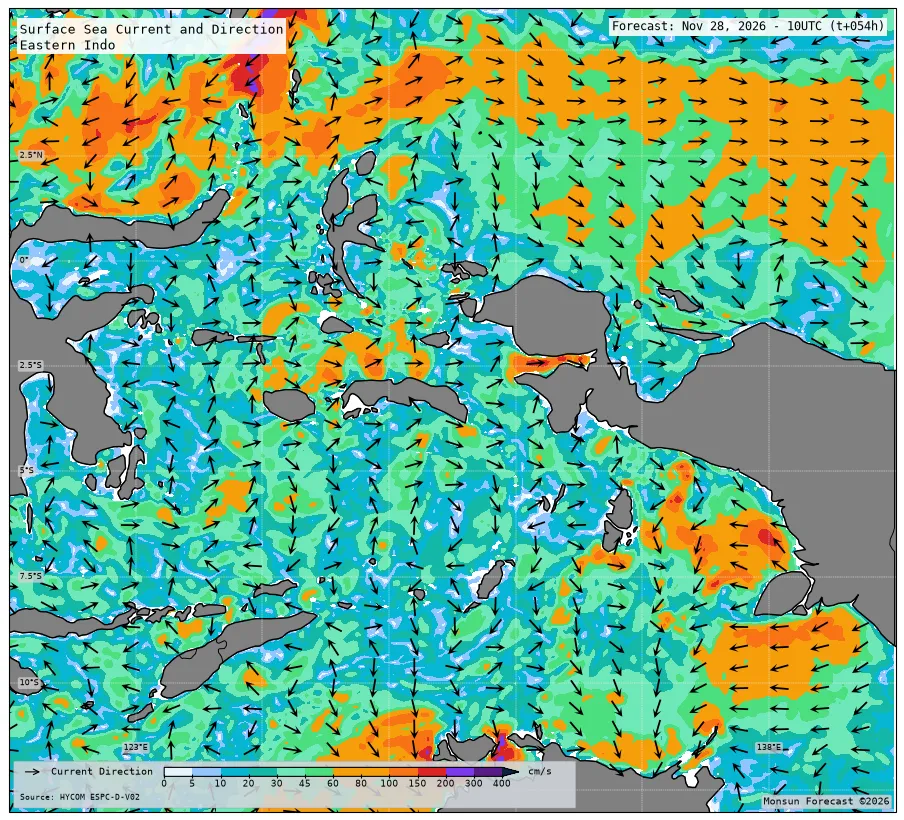 Surface Sea Current and Direction
Eastern Indo
Forecast: Nov 28, 2026 - 10UTC (t+054h)
2.5°N
0°
2.5°S
5°S
7.5°S
10°S
123°E
138°E
Current Direction
0 5 10 20 30 45 60 80 100 150 200 300 400
cm/s
Source: HYCOM ESPC-D-V02
Monsun Forecast ©2026